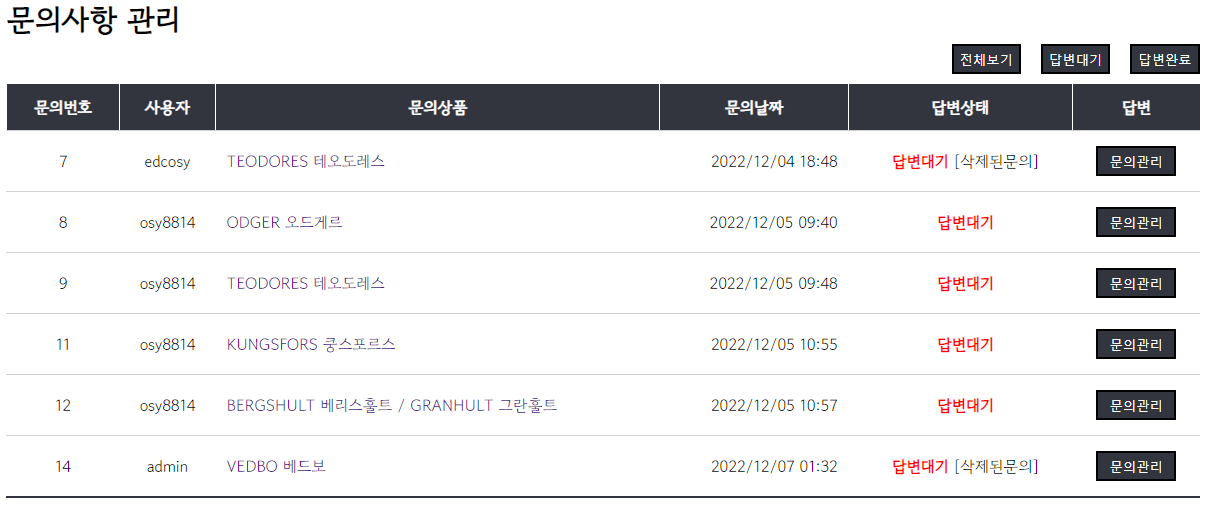 문의사항 관리
전체보기 답변대기 답변완료
문의번호 사용자 문의상품 문의날짜 답변상태 답변
7 edcosy TEODORES 테오도레스 2022/12/04 18:48 답변대기 [삭제된문의] 문의관리
8 osy8814 ODGER 오드게르 2022/12/05 09:40 답변대기 문의관리
9 osy8814 TEODORES 테오도레스 2022/12/05 09:48 답변대기 문의관리
11 osy8814 KUNGSFORS 쿵스포르스 2022/12/05 10:55 답변대기 문의관리
12 osy8814 BERGSHULT 베리스훌트 / GRANHULT 그란훌트 2022/12/05 10:57 답변대기 문의관리
14 admin VEDBO 베드보 2022/12/07 01:32 답변대기 [삭제된문의] 문의관리